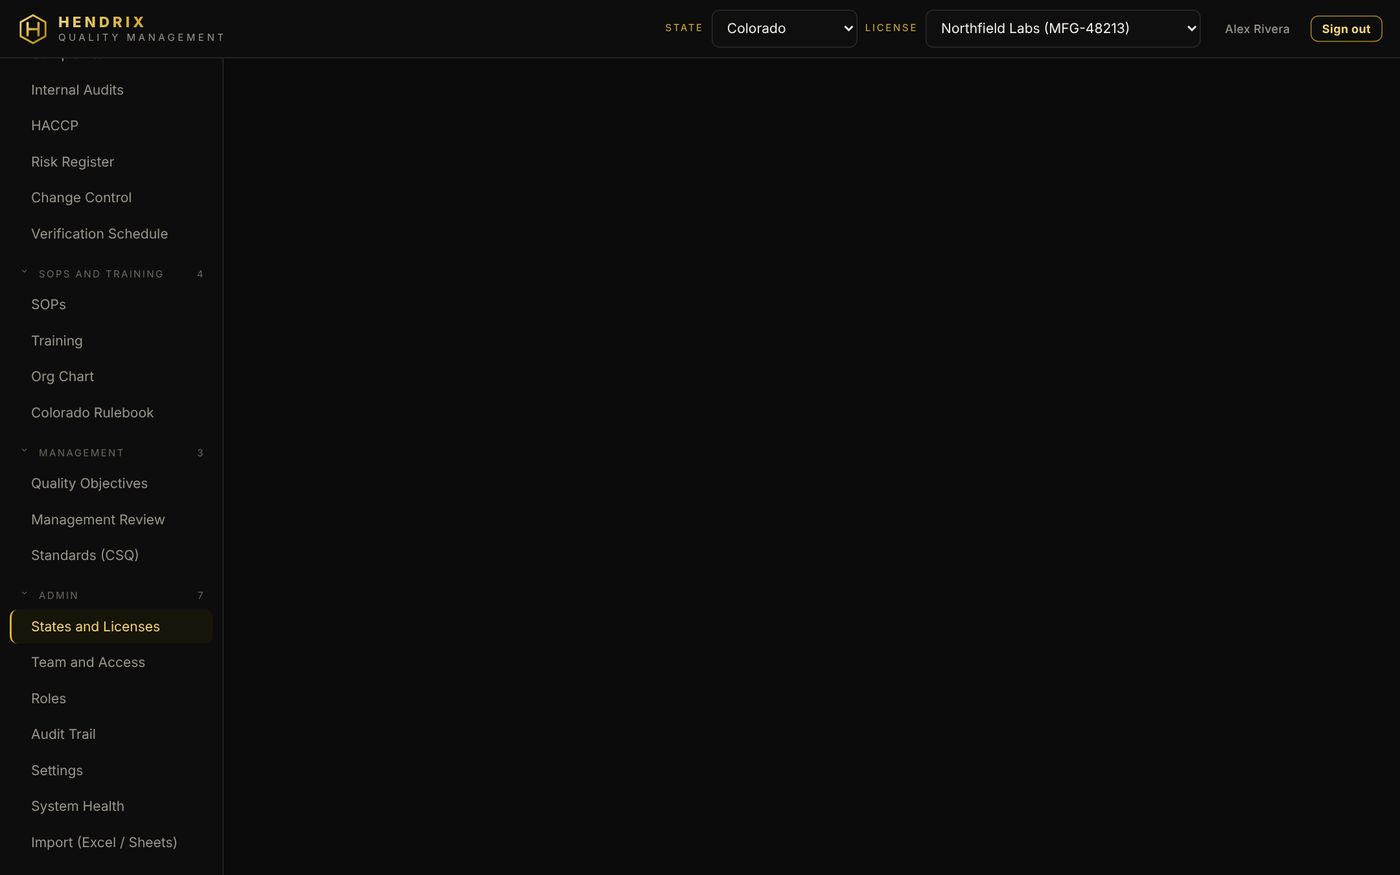 HENDRIX
QUALITY MANAGEMENT
STATE
Colorado
LICENSE
Northfield Labs (MFG-48213)
Alex Rivera
Sign out
Internal Audits
HACCP
Risk Register
Change Control
Verification Schedule
SOPS AND TRAINING 4
SOPs
Training
Org Chart
Colorado Rulebook
MANAGEMENT 3
Quality Objectives
Management Review
Standards (CSQ)
ADMIN 7
States and Licenses
Team and Access
Roles
Audit Trail
Settings
System Health
Import (Excel / Sheets)